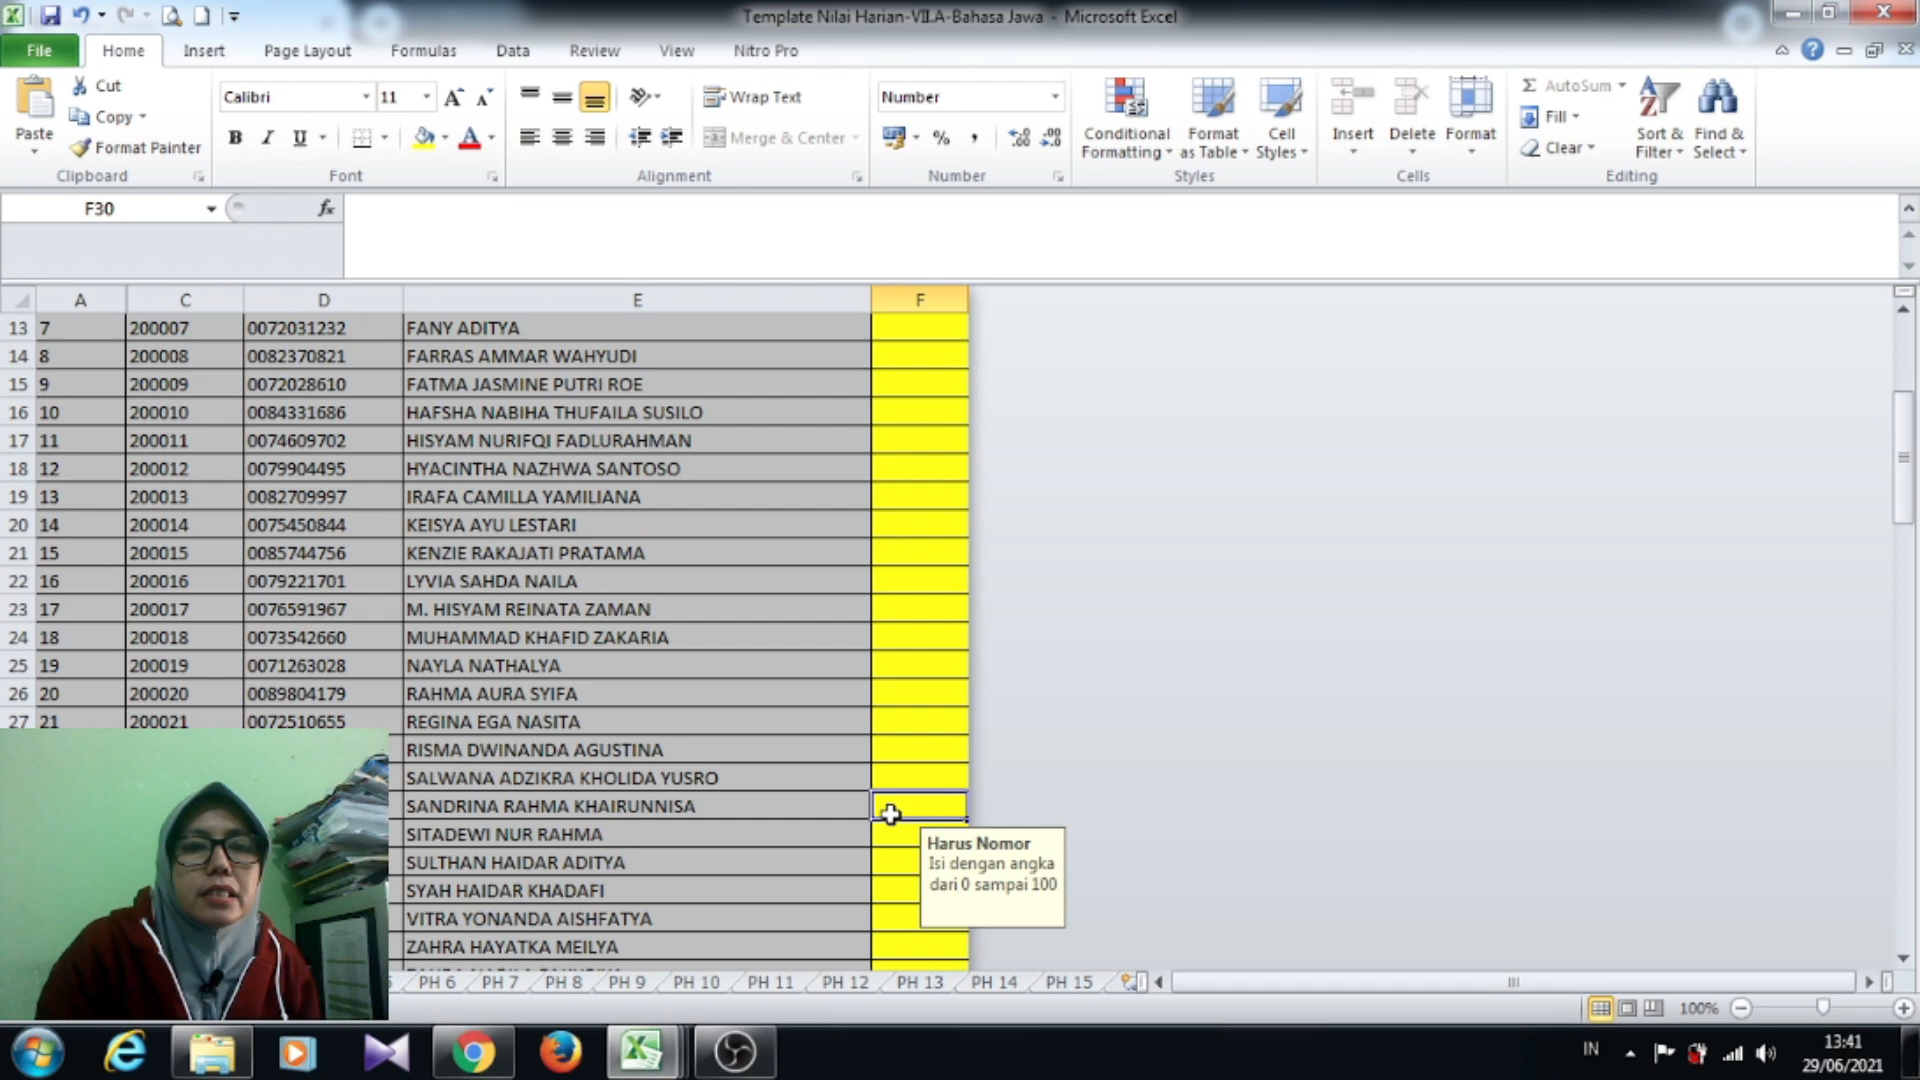 Template Nilai Harian-VII.A-Bahasa Jawa - Microsoft Excel
File Home Insert Page Layout Formulas Data Review View Nitro Pro
Paste
Cut
Copy
Format Painter
Clipboard
Calibri 11
B I U
Font
Wrap Text
Merge & Center
Alignment
Number
%
Number
Conditional Formatting
Format as Table
Cell Styles
Styles
Insert
Delete
Format
Cells
AutoSum
Fill
Clear
Sort & Filter
Find & Select
Editing
F30 fx
A C D E F
13 7 200007 0072031232 FANY ADITYA
14 8 200008 0082370821 FARRAS AMMAR WAHYUDI
15 9 200009 0072028610 FATMA JASMINE PUTRI ROE
16 10 200010 0084331686 HAFSHA NABIHA THUFAILA SUSILO
17 11 200011 0074609702 HISYAM NURIFQI FADLURAHMAN
18 12 200012 0079904495 HYACINTHA NAZHWA SANTOSO
19 13 200013 0082709997 IRAFA CAMILLA YAMILIANA
20 14 200014 0075450844 KEISYA AYU LESTARI
21 15 200015 0085744756 KENZIE RAKAJATI PRATAMA
22 16 200016 0079221701 LYVIA SAHDA NAILA
23 17 200017 0076591967 M. HISYAM REINATA ZAMAN
24 18 200018 0073542660 MUHAMMAD KHAFID ZAKARIA
25 19 200019 0071263028 NAYLA NATHALYA
26 20 200020 0089804179 RAHMA AURA SYIFA
27 21 200021 0072510655 REGINA EGA NASITA
RISMA DWINANDA AGUSTINA
SALWANA ADZIKRA KHOLIDA YUSRO
SANDRINA RAHMA KHAIRUNNISA
SITADEWI NUR RAHMA
SULTHAN HAIDAR ADITYA
SYAH HAIDAR KHADAFI
VITRA YONANDA AISHFATYA
ZAHRA HAYATKA MEILYA
Harus Nomor
Isi dengan angka
dari 0 sampai 100
PH 6 PH 7 PH 8 PH 9 PH 10 PH 11 PH 12 PH 13 PH 14 PH 15
100%
IN
13:41
29/06/2021